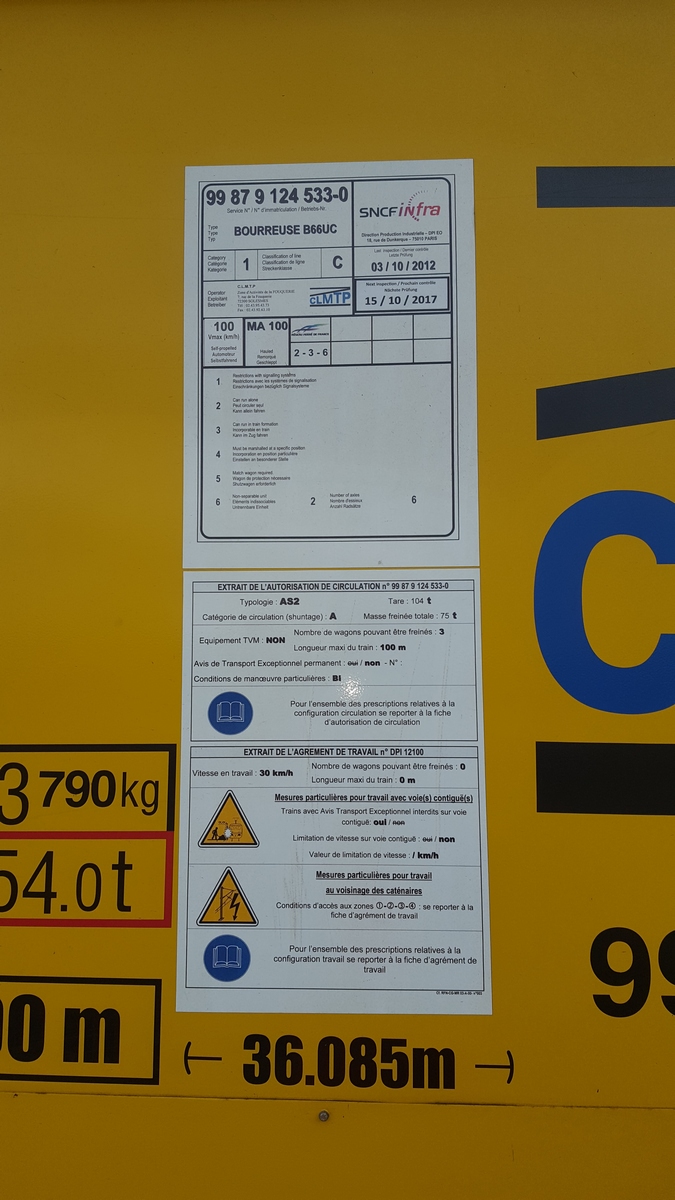 99 87 9 124 533-0
Service N° / N° d'immatriculation / Betriebs-Nr.
SNCF infra
Direction Production Industrielle - DPI EO
18, rue de Dunkerque - 75010 PARIS
Type
Type
Typ
BOURREUSE B66UC
Category
Catégorie
Kategorie
1
Classification of line
Classification de ligne
Streckenklasse
C
Last inspection / Dernier contrôle
Letzte Prüfung
03 / 10 / 2012
Operator
Exploitant
Betreiber
C.L.M.T.P
CLMTP
Next Inspection / Prochain contrôle
Nächste Prüfung
15 / 10 / 2017
100
Vmax (km/h)
MA 100
Self-propelled
Automoteur
Selbstfahrend
Hauled
Remorqué
Geschleppt
2 - 3 - 6
1
Restrictions with signalling systems
Restrictions avec les systèmes de signalisation
Einschränkungen bezüglich Signalsysteme
2
Can run alone
Peut circuler seul
Kann allein fahren
3
Can run in train formation
Incorporable en train
Kann im Zug fahren
4
Must be marshalled at a specific position
Incorporation en position particulière
Einstellen an besonderer Stelle
5
Match wagon required
Wagon de protection nécessaire
Shutzwagen erforderlich
6
Non-separable unit
Eléments indissociables
Untrennbare Einheit
2
Number of axles
Nombre d'essieux
Anzahl Radsätze
6
EXTRAIT DE L'AUTORISATION DE CIRCULATION n° 99 87 9 124 533-0
Typologie : AS2 Tare : 104 t
Catégorie de circulation (shuntage) : A Masse freinée totale : 75 t
Equipement TVM : NON
Nombre de wagons pouvant être freinés : 3
Longueur maxi du train : 100 m
Avis de Transport Exceptionnel permanent : oui / non - N° :
Conditions de manœuvre particulières : BI
Pour l'ensemble des prescriptions relatives à la
configuration circulation se reporter à la fiche
d'autorisation de circulation
EXTRAIT DE L'AGREMENT DE TRAVAIL n° DPI 12100
Vitesse en travail : 30 km/h
Nombre de wagons pouvant être freinés : 0
Longueur maxi du train : 0 m
Mesures particulières pour travail avec voie(s) contiguë(s)
Trains avec Avis Transport Exceptionnel interdits sur voie
contiguë: oui / non
Limitation de vitesse sur voie contiguë : oui / non
Valeur de limitation de vitesse : / km/h
Mesures particulières pour travail
au voisinage des caténaires
Conditions d'accès aux zones ①-②-③-④ : se reporter à la
fiche d'agrément de travail
Pour l'ensemble des prescriptions relatives à la
configuration travail se reporter à la fiche d'agrément de
travail
3 790kg
54.0t
0 m
36.085m
C
99